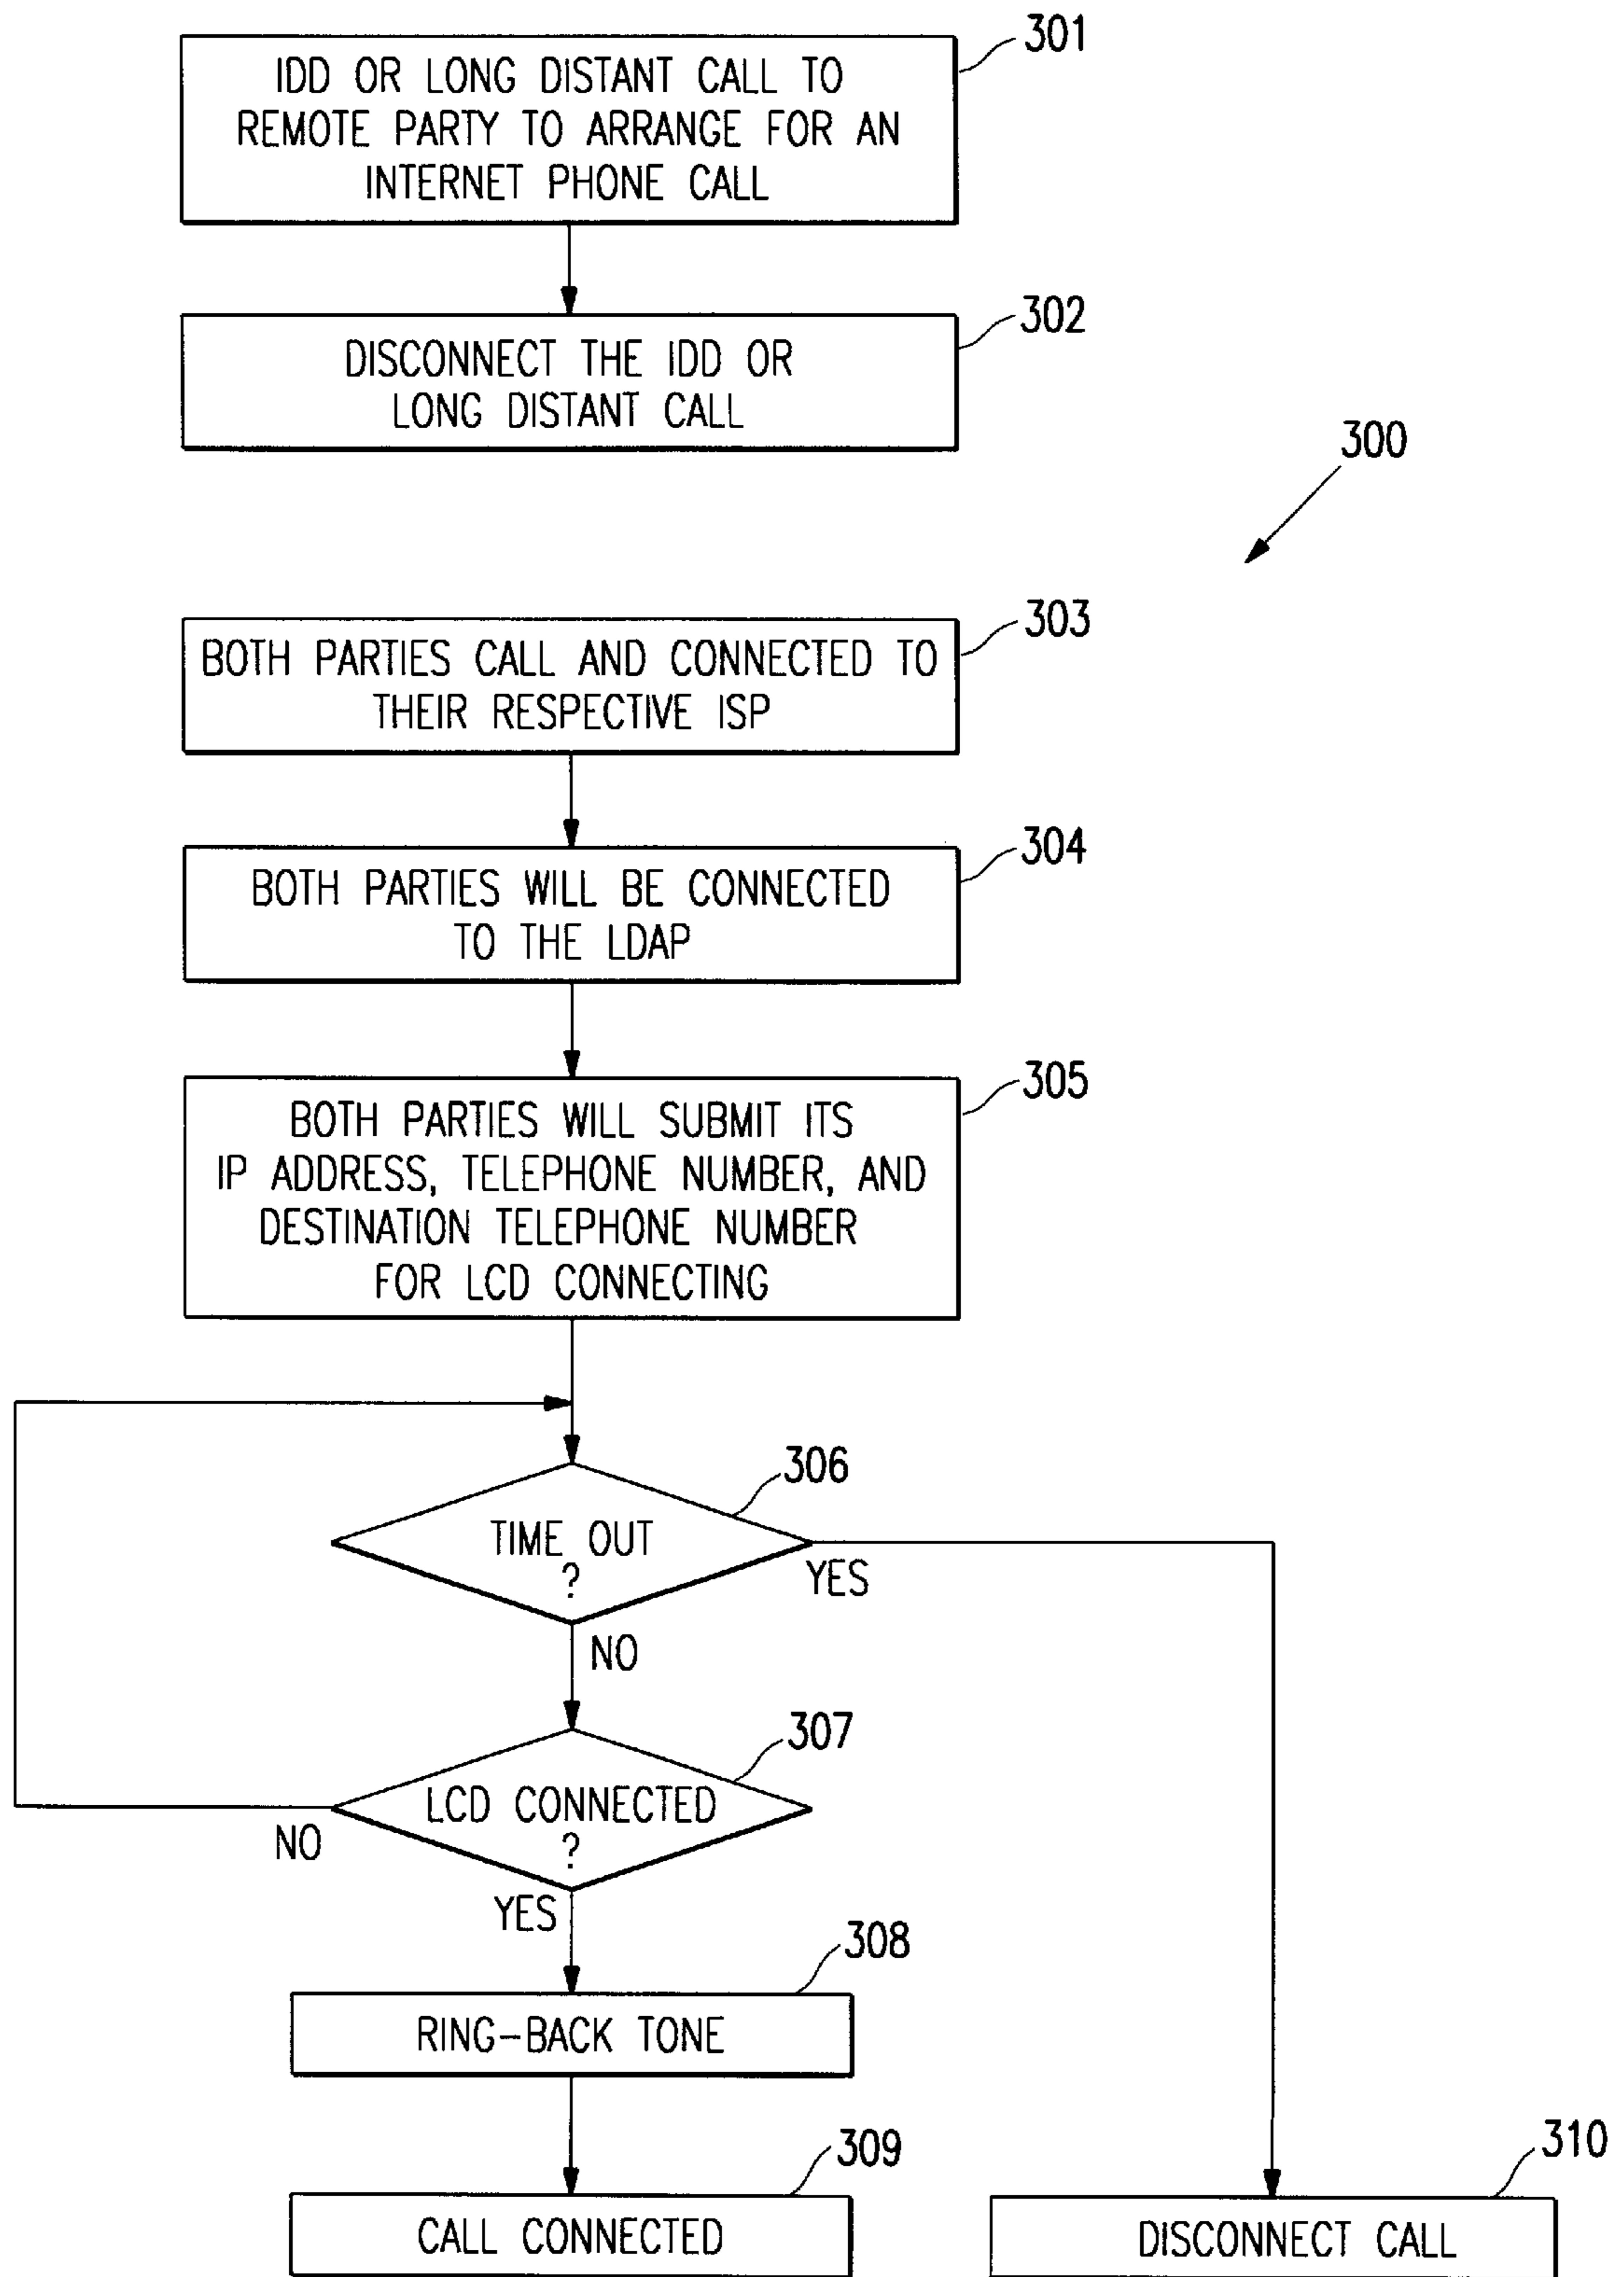 301
IDD OR LONG DISTANT CALL TO
REMOTE PARTY TO ARRANGE FOR AN
INTERNET PHONE CALL
302
DISCONNECT THE IDD OR
LONG DISTANT CALL
300
303
BOTH PARTIES CALL AND CONNECTED TO
THEIR RESPECTIVE ISP
304
BOTH PARTIES WILL BE CONNECTED
TO THE LDAP
305
BOTH PARTIES WILL SUBMIT ITS
IP ADDRESS, TELEPHONE NUMBER, AND
DESTINATION TELEPHONE NUMBER
FOR LCD CONNECTING
306
TIME OUT
?
YES
NO
307
LCD CONNECTED
?
NO
YES
308
RING-BACK TONE
309
CALL CONNECTED
310
DISCONNECT CALL